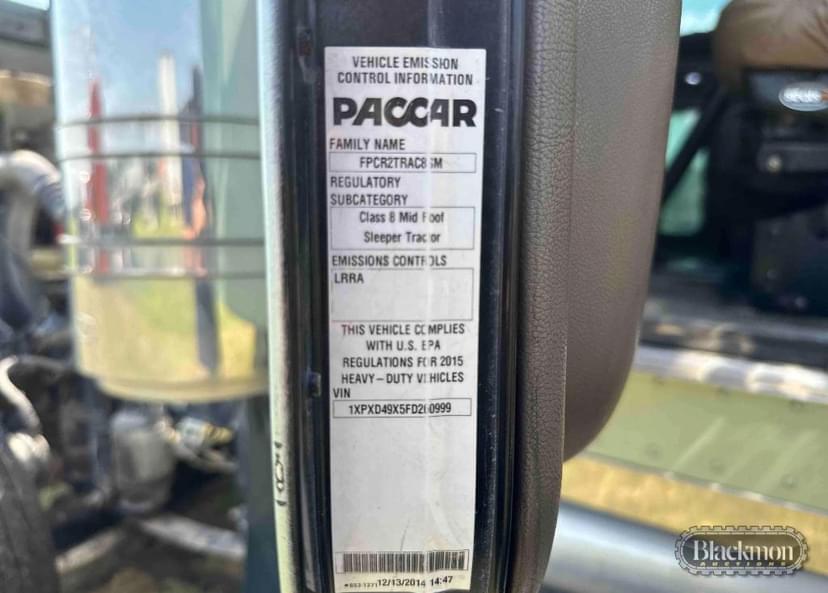 VEHICLE EMISSION
CONTROL INFORMATION
PACCAR
FAMILY NAME
REGULATORY
SUBCATEGORY
Class 8 Mid Roof
Sleeper Tractor
EMISSIONS CONTROLS
LRRA
THIS VEHICLE COMPLIES
WITH U.S. EPA
REGULATIONS FOR 2015
HEAVY-DUTY VEHICLES
VIN
12/13/2014 14:47
Blackmon
AUCTIONS